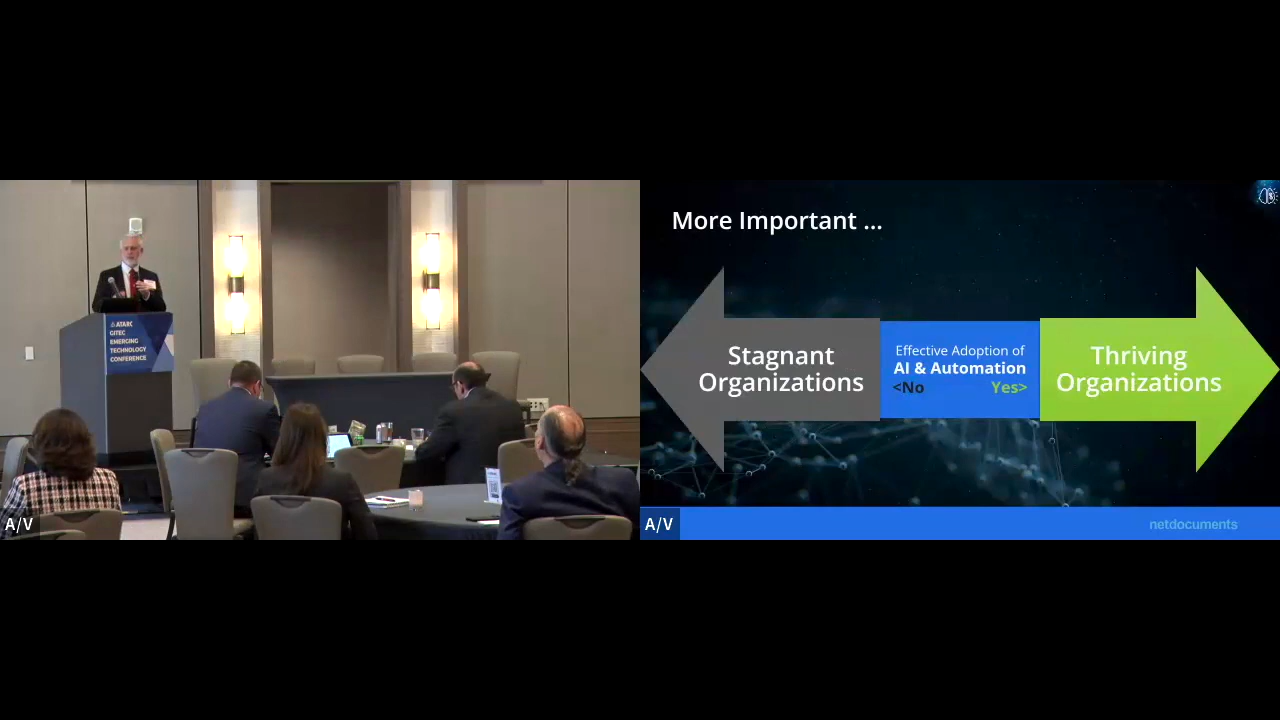 ATARC
GITEC
EMERGING
TECHNOLOGY
CONFERENCE
A/V
More Important ...
Stagnant
Organizations
Effective Adoption of
AI & Automation
<No Yes>
Thriving
Organizations
A/V
netdocuments